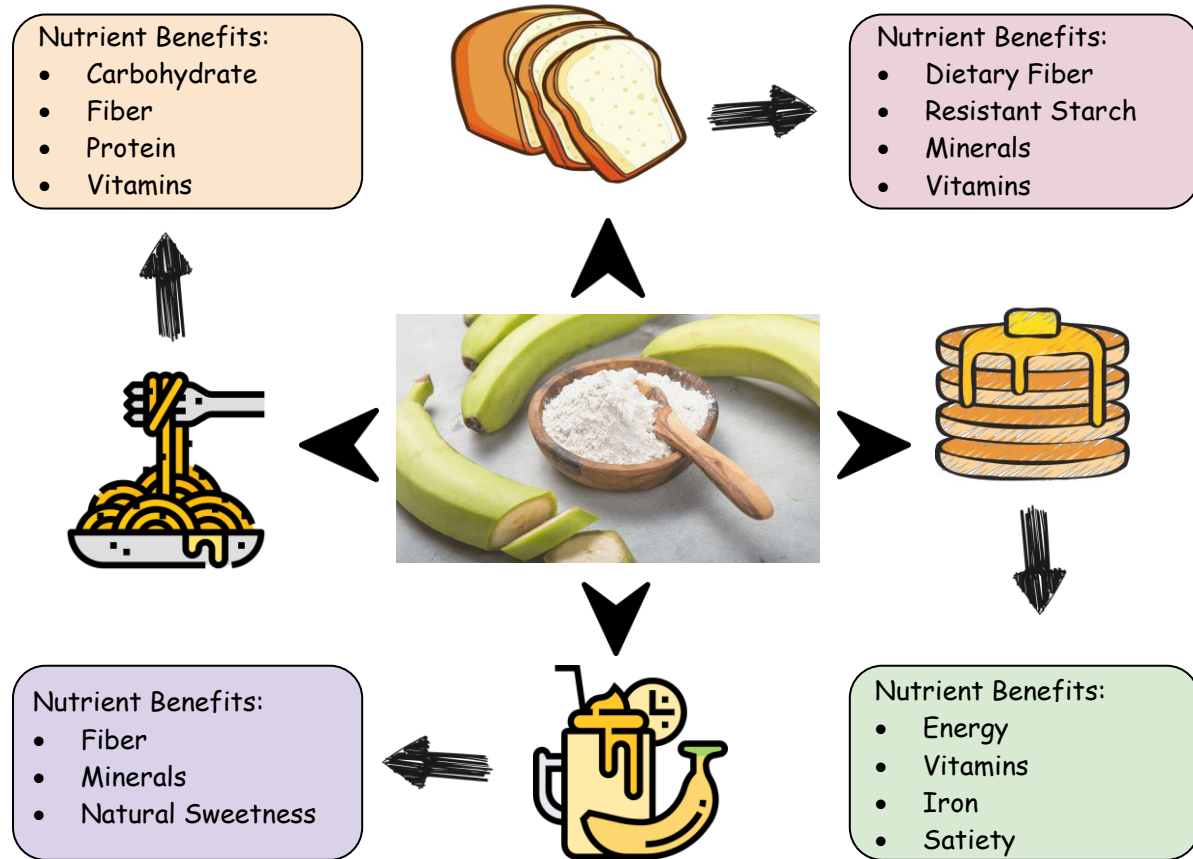 Nutrient Benefits:
• Carbohydrate
• Fiber
• Protein
• Vitamins
Nutrient Benefits:
• Dietary Fiber
• Resistant Starch
• Minerals
• Vitamins
Nutrient Benefits:
• Fiber
• Minerals
• Natural Sweetness
Nutrient Benefits:
• Energy
• Vitamins
• Iron
• Satiety